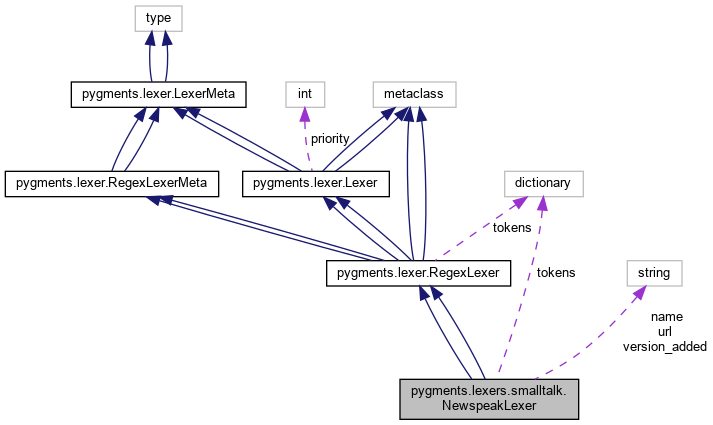 type
pygments.lexer.LexerMeta
int
metaclass
priority
pygments.lexer.RegexLexerMeta
pygments.lexer.Lexer
dictionary
tokens
pygments.lexer.RegexLexer
tokens
string
name
url
version_added
pygments.lexers.smalltalk.
NewspeakLexer